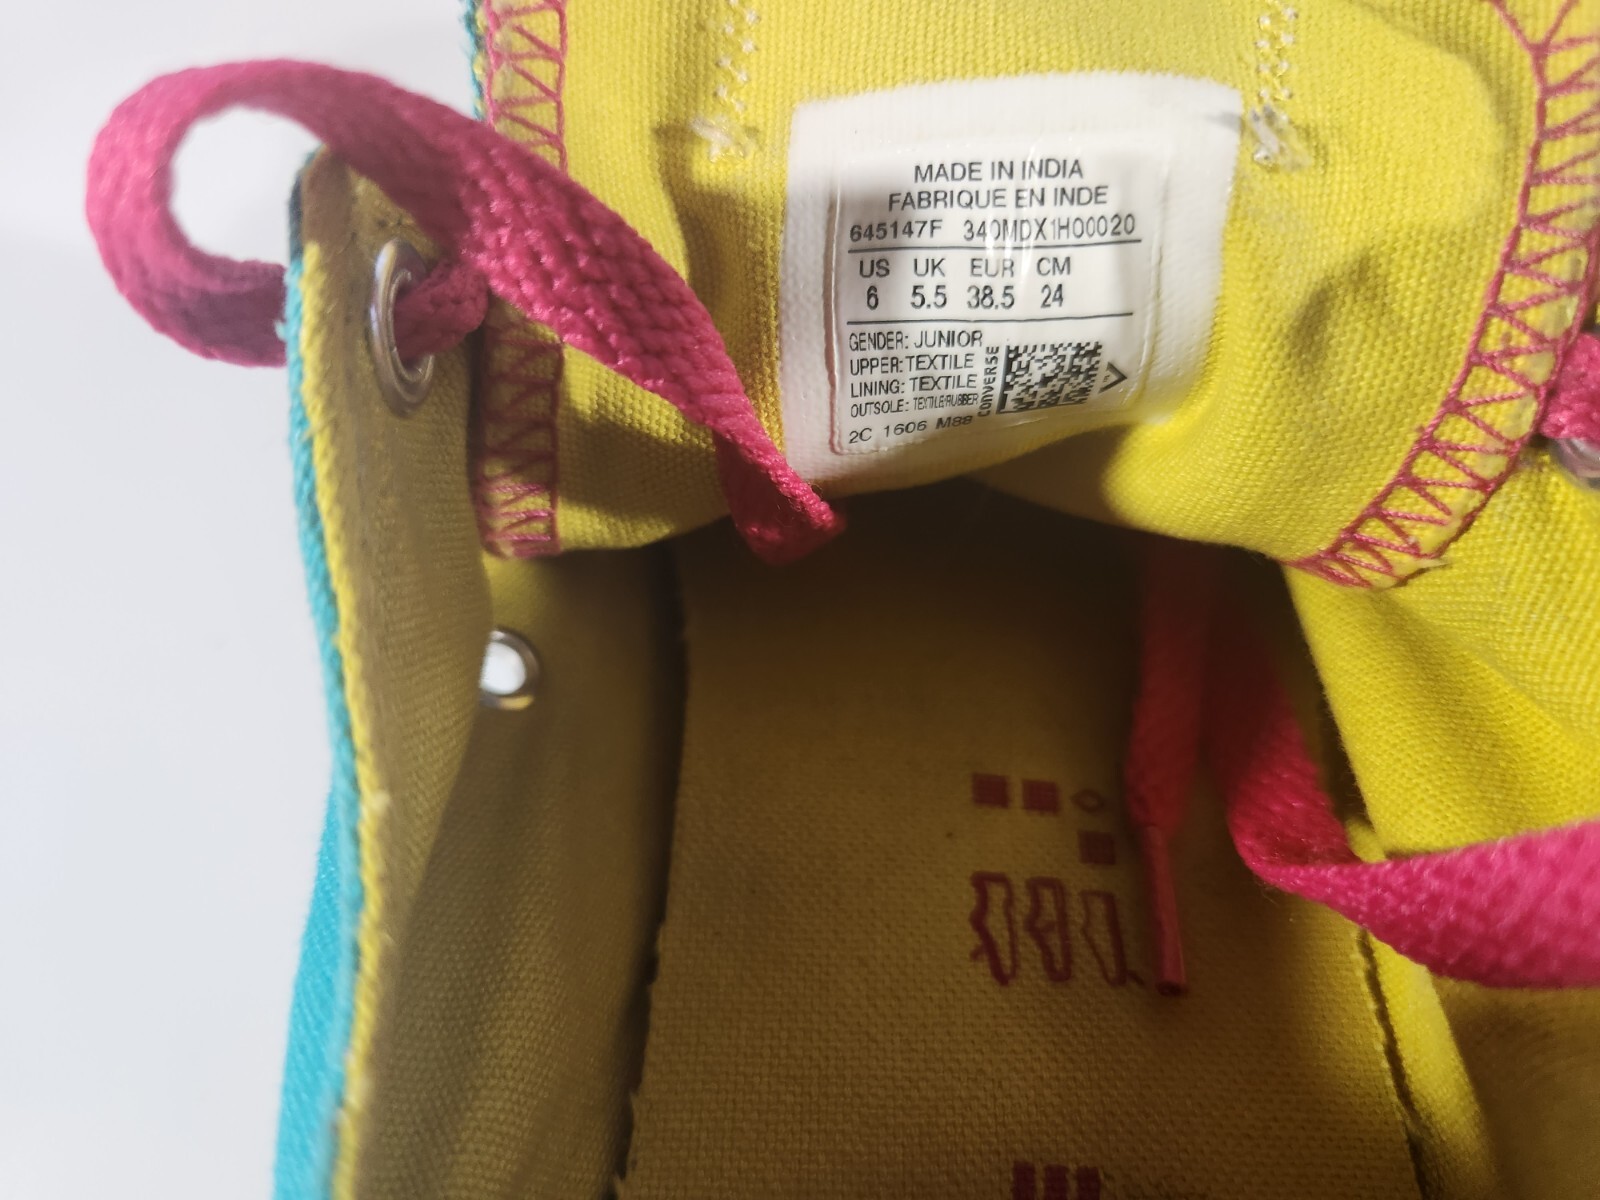 MADE IN INDIA
FABRIQUE EN INDE
645147F 340MDX1H00020
US UK EUR CM
6 5.5 38.5 24
GENDER: JUNIOR
UPPER: TEXTILE
LINING: TEXTILE
OUTSOLE: TEXTILE/RUBBER
CONVERSE
2C 1606 M88